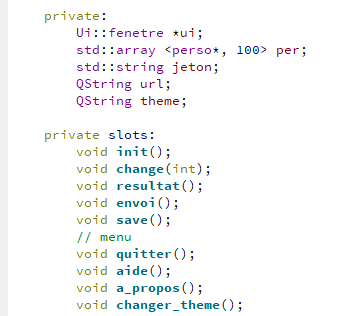 private:
Ui::fenetre *ui;
std::array <perso*, 100> per;
std::string jeton;
QString url;
QString theme;
private slots:
void init();
void change(int);
void resultat();
void envoi();
void save();
// menu
void quitter();
void aide();
void a_propos();
void changer_theme();